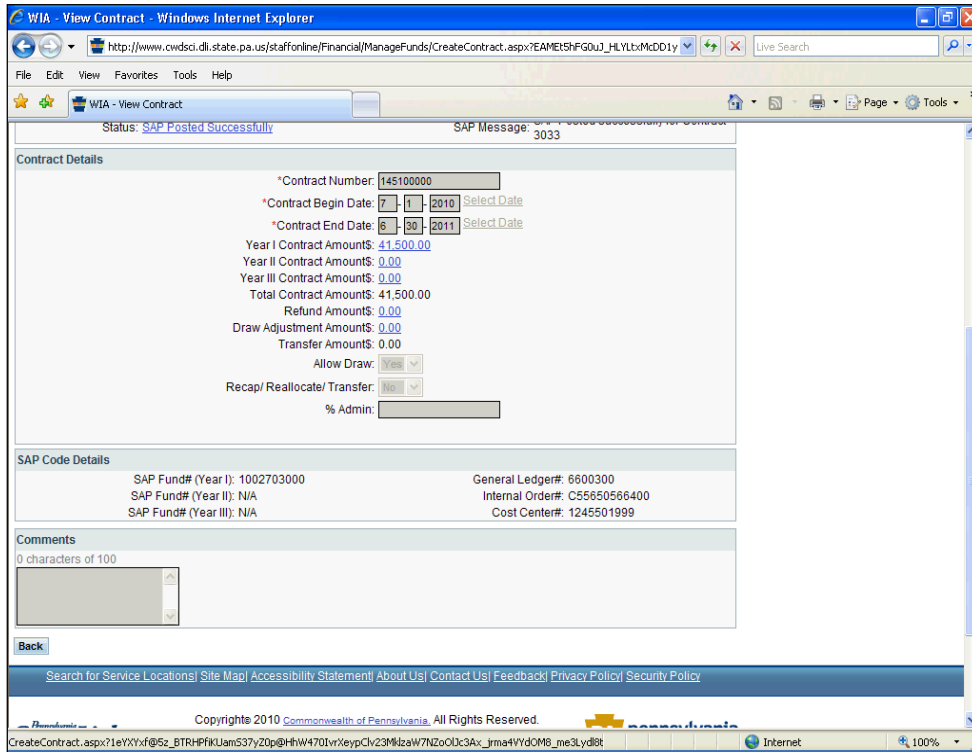 WIA - View Contract - Windows Internet Explorer
http://www.cwdsci.dli.state.pa.us/staffonline/Financial/ManageFunds/CreateContract.aspx?EAMEt5hFG0uJ_HLYLtxMcDD1y
Live Search
File Edit View Favorites Tools Help
WIA - View Contract
Page Tools
Status: SAP Posted Successfully SAP Message:
3033
Contract Details
*Contract Number: 145100000
*Contract Begin Date: 7 - 1 - 2010 Select Date
*Contract End Date: 6 - 30 - 2011 Select Date
Year I Contract Amount$: 41,500.00
Year II Contract Amount$: 0.00
Year III Contract Amount$: 0.00
Total Contract Amount$: 41,500.00
Refund Amount$: 0.00
Draw Adjustment Amount$: 0.00
Transfer Amount$: 0.00
Allow Draw: Yes
Recap/ Reallocate/ Transfer: No
% Admin:
SAP Code Details
SAP Fund# (Year I): 1002703000 General Ledger#: 6600300
SAP Fund# (Year II): N/A Internal Order#: C55650566400
SAP Fund# (Year III): N/A Cost Center#: 1245501999
Comments
0 characters of 100
Back
Search for Service Locations| Site Map| Accessibility Statement| About Us| Contact Us| Feedback| Privacy Policy| Security Policy
Copyright© 2010 Commonwealth of Pennsylvania. All Rights Reserved.
pennsylvania
Internet 100%